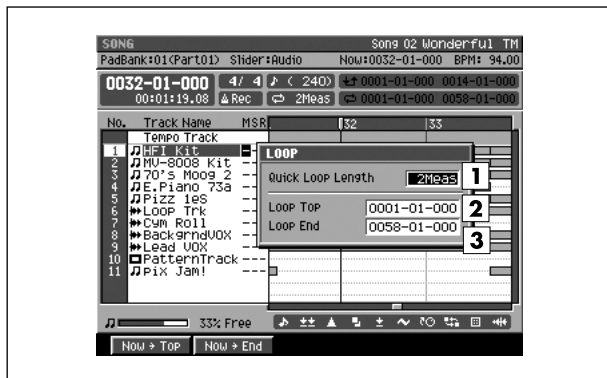 SONG Song 02 Wonderful TM
PadBank:01(Part01) Slider:Audio Now:0032-01-000 BPM: 94.00
0032-01-000 4/ 4 ( 240) 0001-01-000 0014-01-000
00:01:19.08 Rec 2Meas 0001-01-000 0058-01-000
No. Track Name MSR 32 33
Tempo Track
1 HFI Kit
2 MV-8008 Kit
3 70's Moog 2
4 E.Piano 73a
5 Pizz 1eS
6 Loop Trk
7 Cym Roll
8 BackgrndVOX
9 Lead VOX
10 PatternTrack ---
11 Pix Jam! ---
LOOP
Quick Loop Length 2Meas 1
Loop Top 0001-01-000 2
Loop End 0058-01-000 3
33% Free
Now → Top Now → End